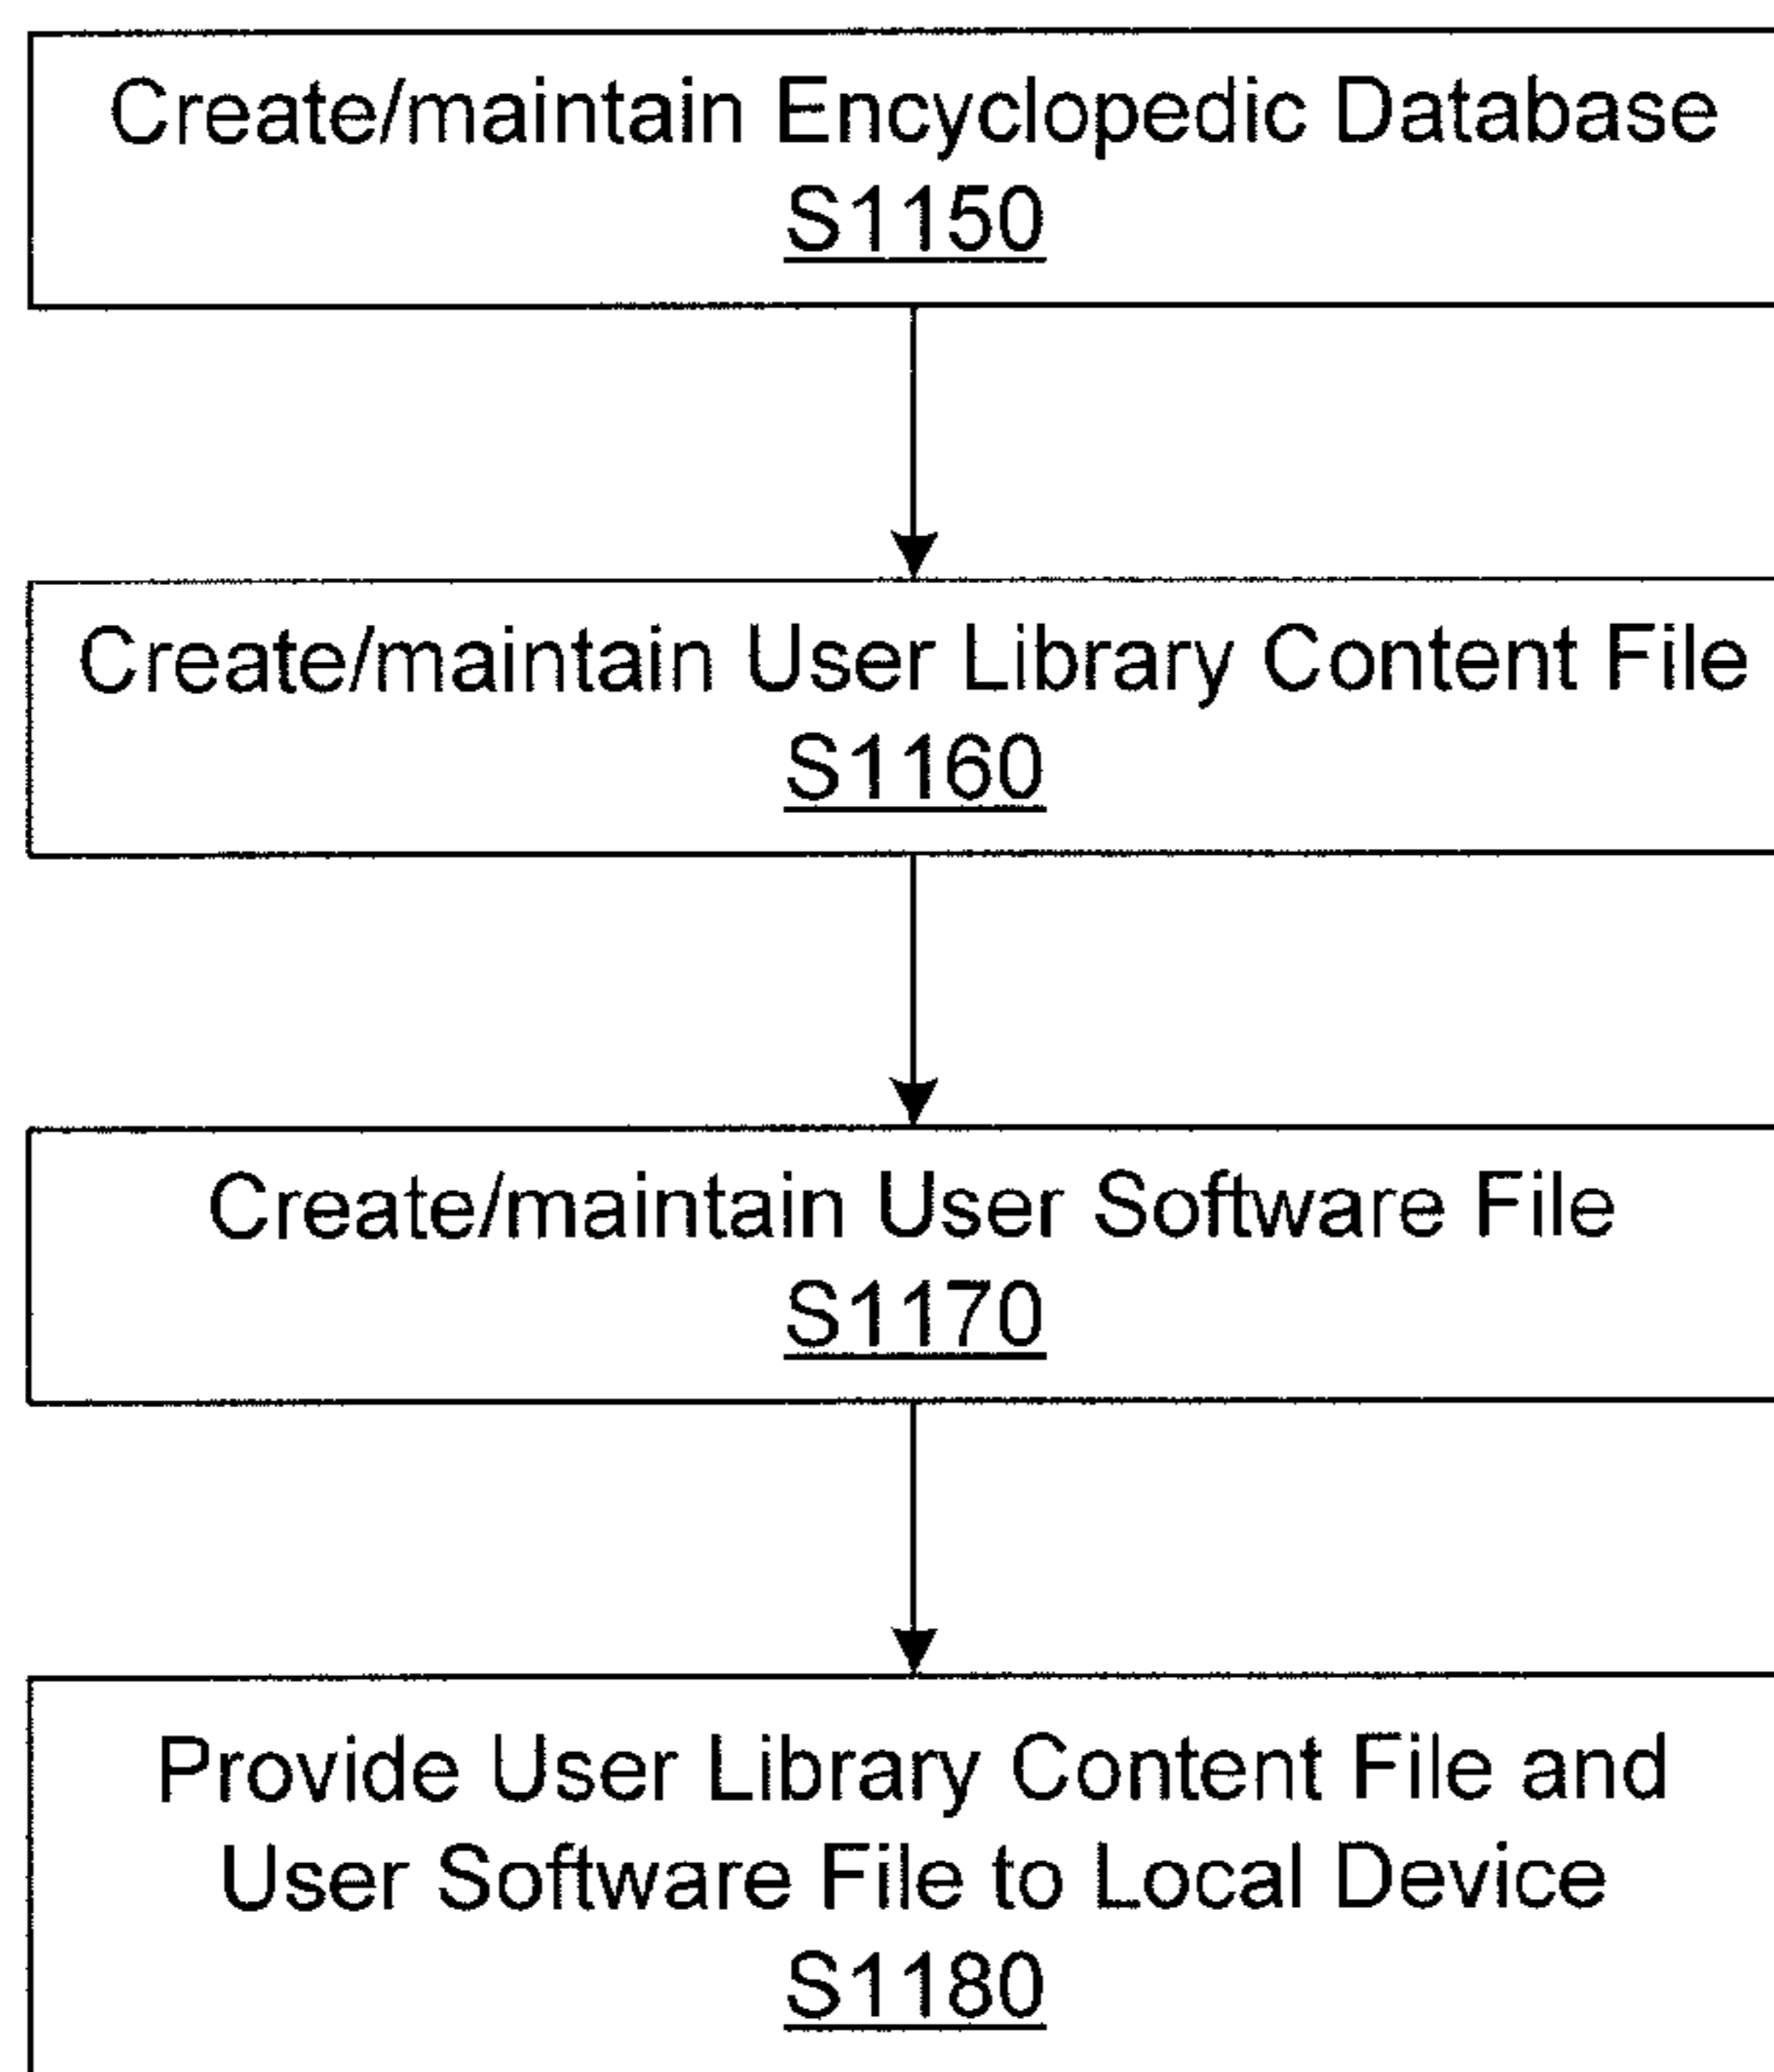 Create/maintain Encyclopedic Database
S1150
Create/maintain User Library Content File
S1160
Create/maintain User Software File
S1170
Provide User Library Content File and
User Software File to Local Device
S1180